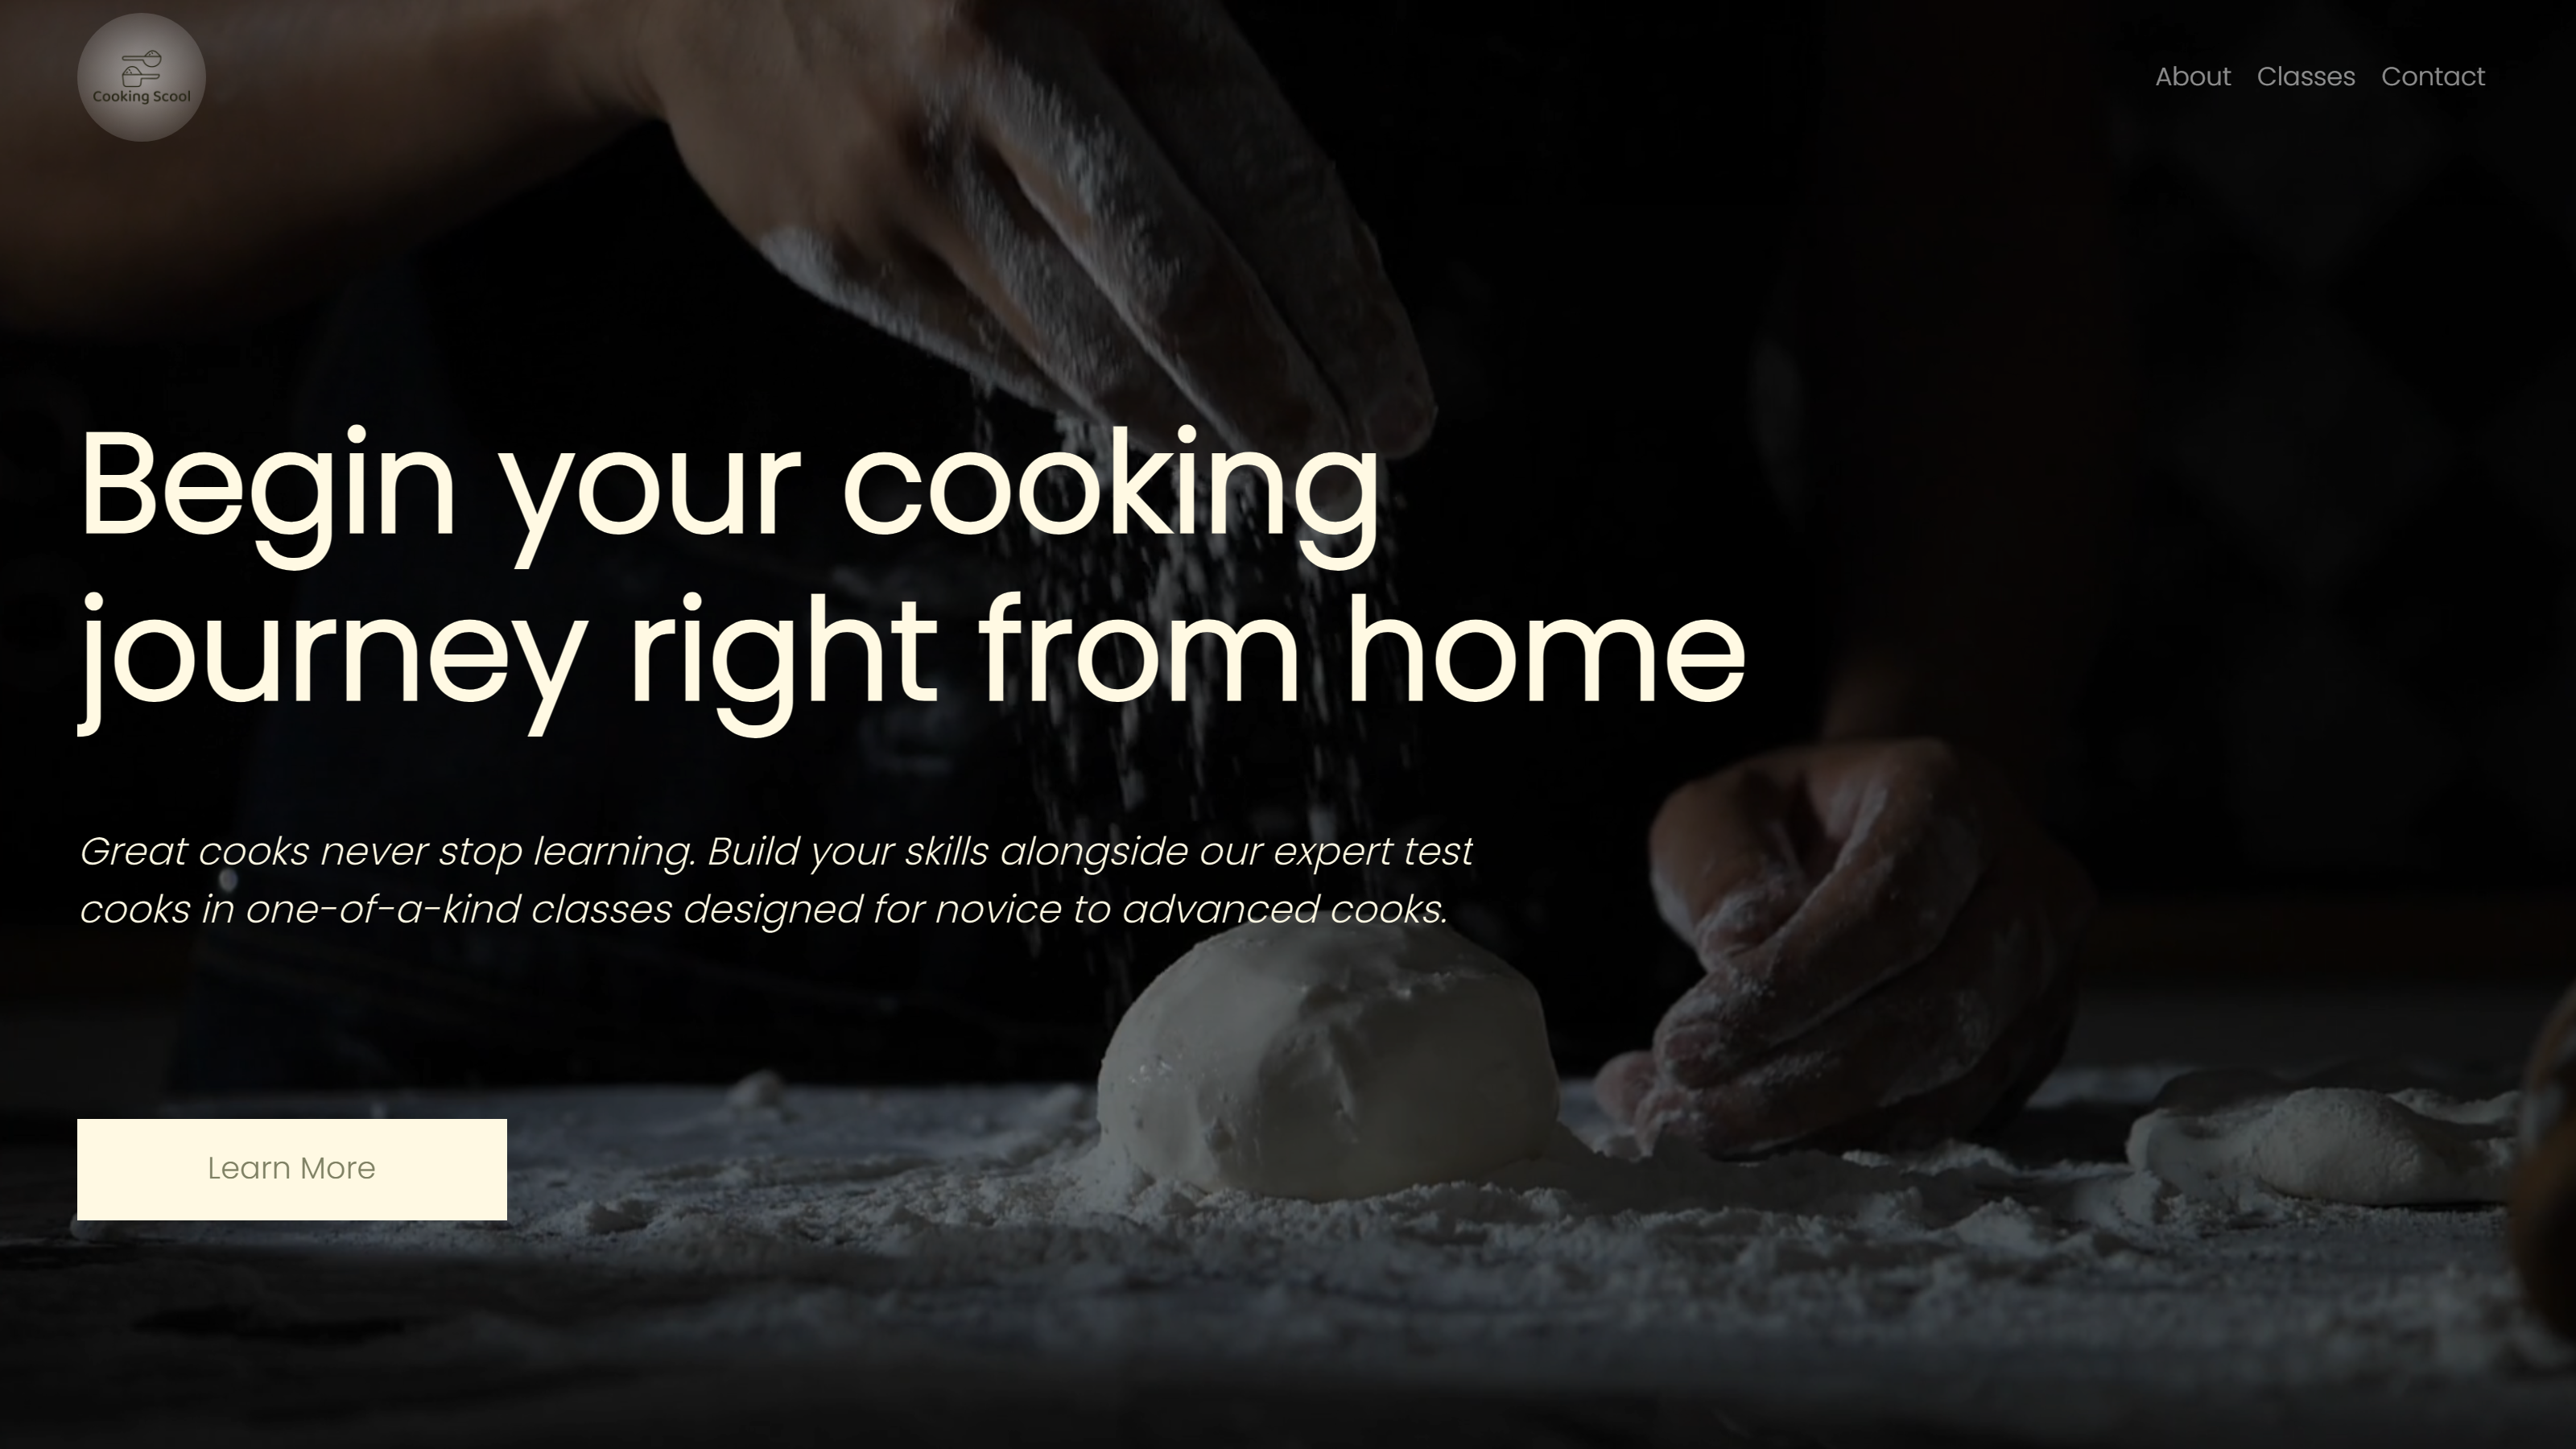 Cooking Scool
About Classes Contact
Begin your cooking
journey right from home
Great cooks never stop learning. Build your skills alongside our expert test
cooks in one-of-a-kind classes designed for novice to advanced cooks.
Learn More